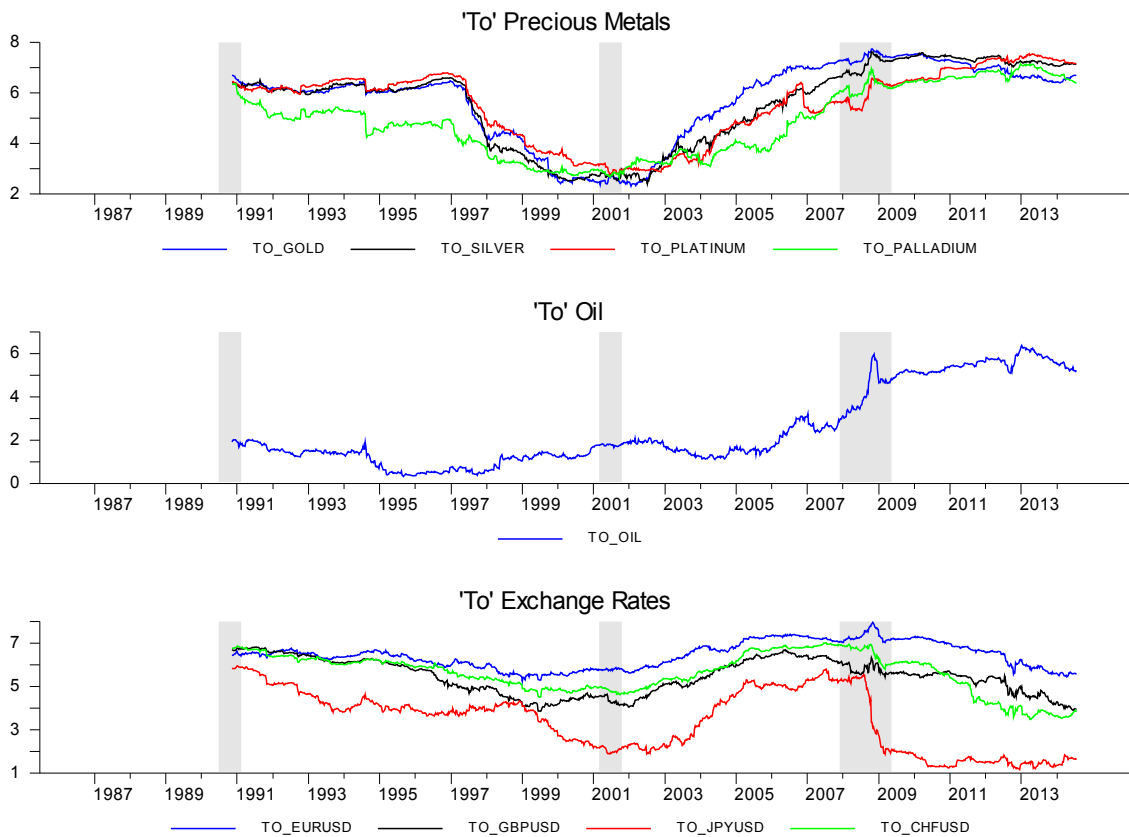 'To' Precious Metals
8
6
4
2
1987 1989 1991 1993 1995 1997 1999 2001 2003 2005 2007 2009 2011 2013
TO_GOLD TO_SILVER TO_PLATINUM TO_PALLADIUM
'To' Oil
6
4
2
0
1987 1989 1991 1993 1995 1997 1999 2001 2003 2005 2007 2009 2011 2013
TO_OIL
'To' Exchange Rates
7
5
3
1
1987 1989 1991 1993 1995 1997 1999 2001 2003 2005 2007 2009 2011 2013
TO_EURUSD TO_GBPUSD TO_JPYUSD TO_CHFUSD